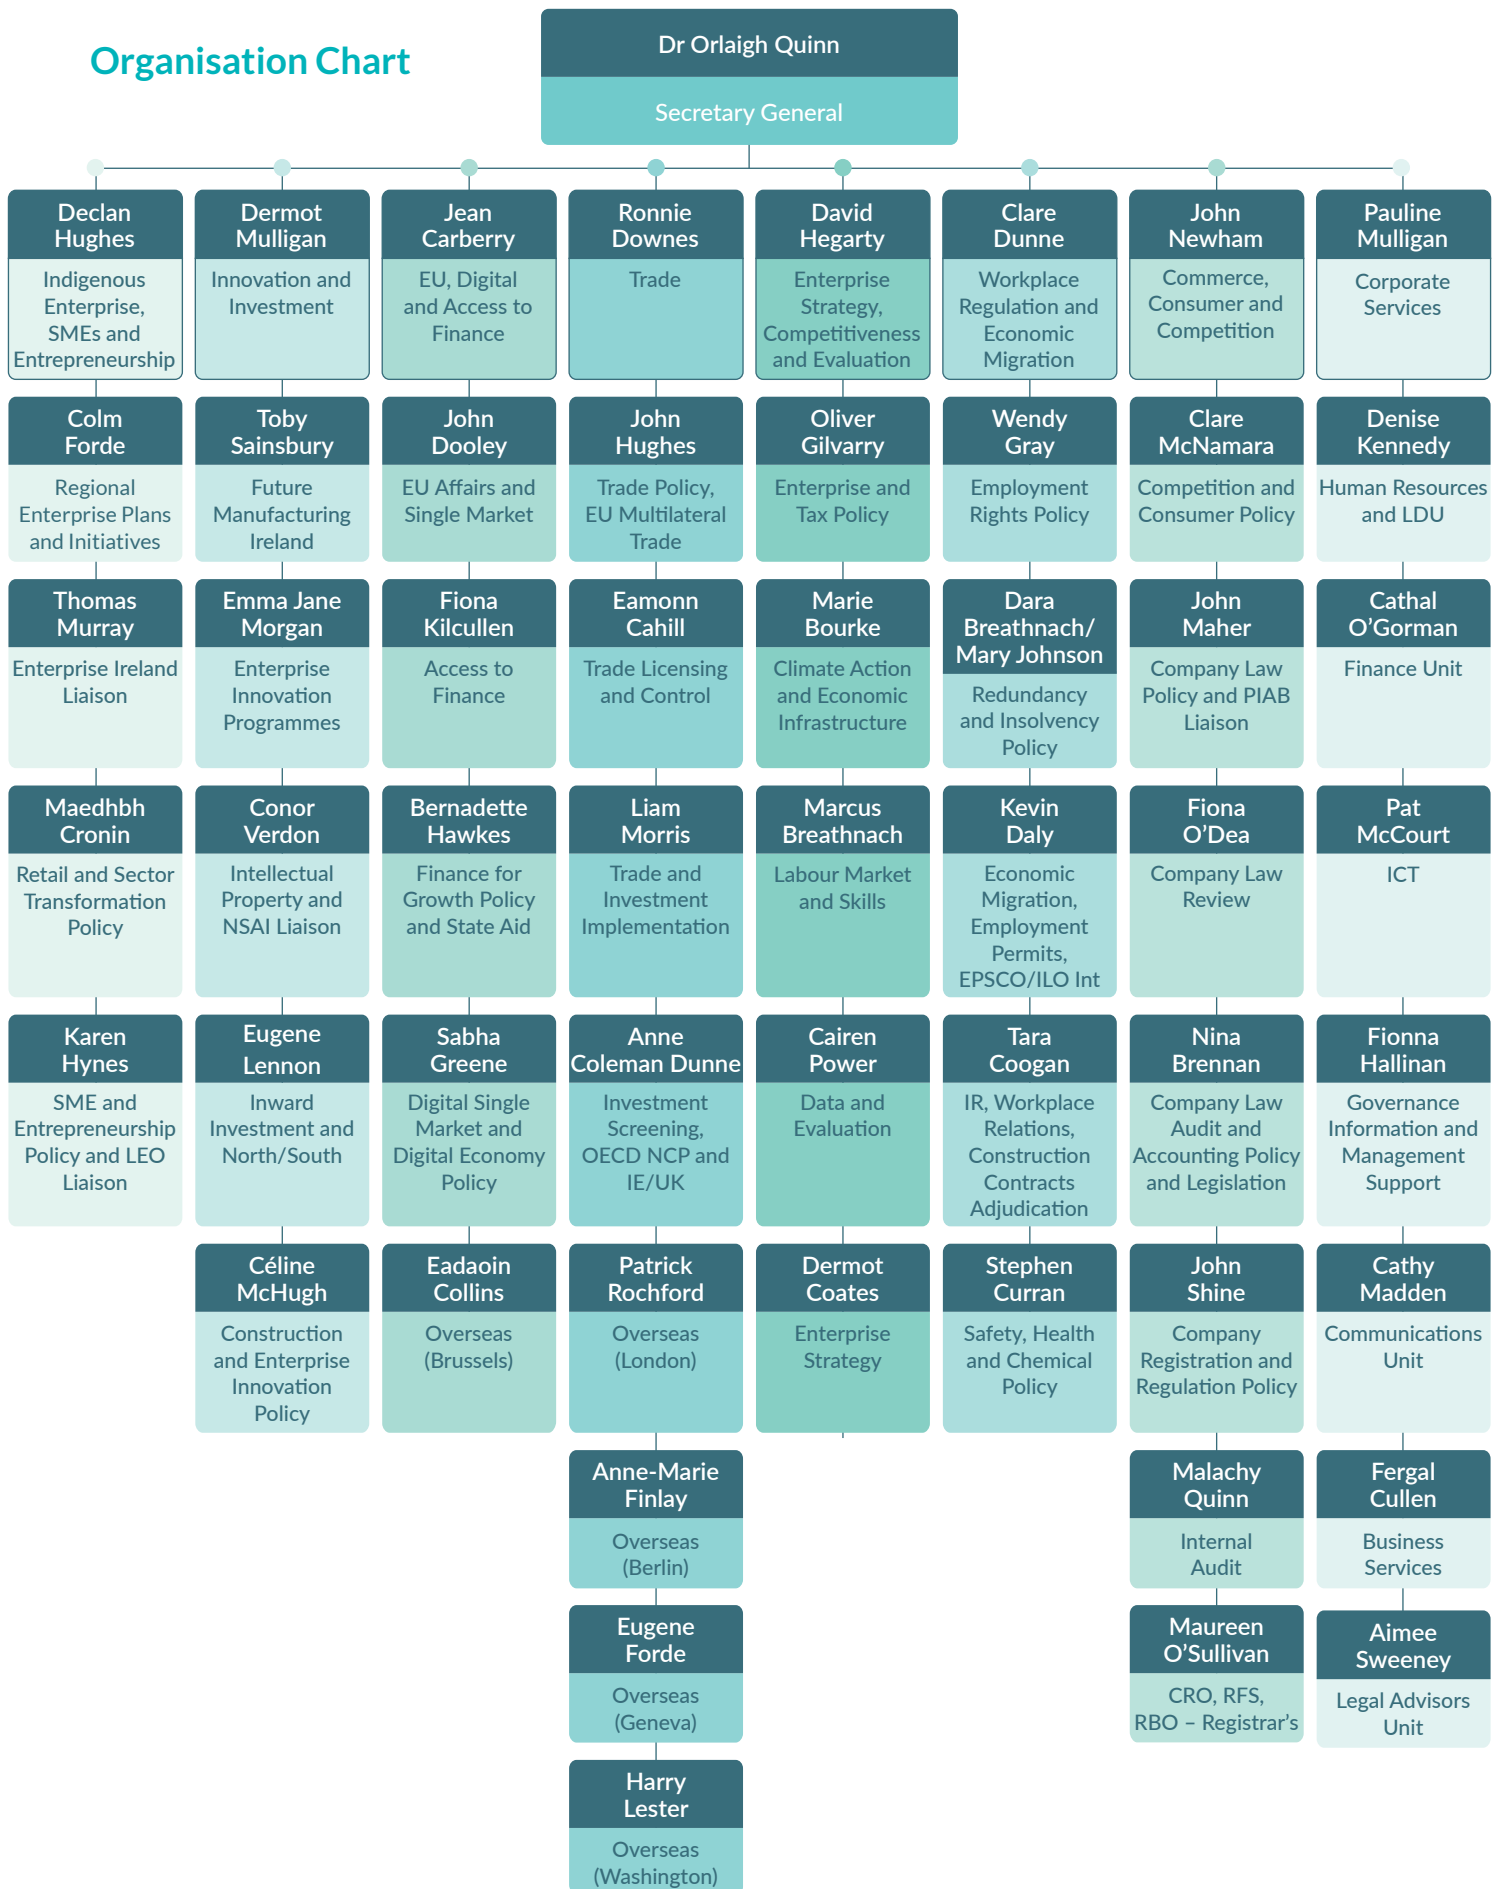 Organisation Chart
Dr Orlaigh Quinn
Secretary General
Declan
Hughes
Indigenous
Enterprise,
SMEs and
Entrepreneurship
Colm
Forde
Regional
Enterprise Plans
and Initiatives
Thomas
Murray
Enterprise Ireland
Liaison
Maedhbh
Cronin
Retail and Sector
Transformation
Policy
Karen
Hynes
SME and
Entrepreneurship
Policy and LEO
Liaison
Dermot
Mulligan
Innovation and
Investment
Toby
Sainsbury
Future
Manufacturing
Ireland
Emma Jane
Morgan
Enterprise
Innovation
Programmes
Conor
Verdon
Intellectual
Property and
NSAI Liaison
Eugene
Lennon
Inward
Investment and
North/South
Céline
McHugh
Construction
and Enterprise
Innovation
Policy
Jean
Carberry
EU, Digital
and Access to
Finance
John
Dooley
EU Affairs and
Single Market
Fiona
Kilcullen
Access to
Finance
Bernadette
Hawkes
Finance for
Growth Policy
and State Aid
Sabha
Greene
Digital Single
Market and
Digital Economy
Policy
Eadaoin
Collins
Overseas
(Brussels)
Ronnie
Downes
Trade
John
Hughes
Trade Policy,
EU Multilateral
Trade
Eamonn
Cahill
Trade Licensing
and Control
Liam
Morris
Trade and
Investment
Implementation
Anne
Coleman Dunne
Investment
Screening,
OECD NCP and
IE/UK
Patrick
Rochford
Overseas
(London)
Anne-Marie
Finlay
Overseas
(Berlin)
Eugene
Forde
Overseas
(Geneva)
Harry
Lester
Overseas
(Washington)
David
Hegarty
Enterprise
Strategy,
Competitiveness
and Evaluation
Oliver
Gilvarry
Enterprise and
Tax Policy
Marie
Bourke
Climate Action
and Economic
Infrastructure
Marcus
Breathnach
Labour Market
and Skills
Cairen
Power
Data and
Evaluation
Dermot
Coates
Enterprise
Strategy
Clare
Dunne
Workplace
Regulation and
Economic
Migration
Wendy
Gray
Employment
Rights Policy
Dara
Breathnach/
Mary Johnson
Redundancy
and Insolvency
Policy
Kevin
Daly
Economic
Migration,
Employment
Permits,
EPSCO/ILO Int
Tara
Coogan
IR, Workplace
Relations,
Construction
Contracts
Adjudication
Stephen
Curran
Safety, Health
and Chemical
Policy
John
Newham
Commerce,
Consumer and
Competition
Clare
McNamara
Competition and
Consumer Policy
John
Maher
Company Law
Policy and PIAB
Liaison
Fiona
O’Dea
Company Law
Review
Nina
Brennan
Company Law
Audit and
Accounting Policy
and Legislation
John
Shine
Company
Registration and
Regulation Policy
Malachy
Quinn
Internal
Audit
Maureen
O’Sullivan
CRO, RFS,
RBO – Registrar’s
Pauline
Mulligan
Corporate
Services
Denise
Kennedy
Human Resources
and LDU
Cathal
O’Gorman
Finance Unit
Pat
McCourt
ICT
Fionna
Hallinan
Governance
Information and
Management
Support
Cathy
Madden
Communications
Unit
Fergal
Cullen
Business
Services
Aimee
Sweeney
Legal Advisors
Unit